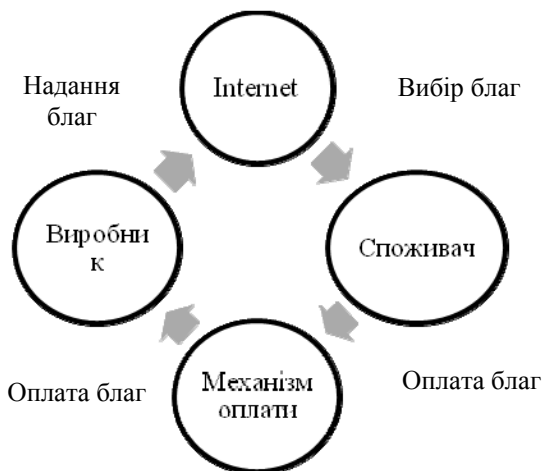 Internet
Надання
благ
Вибір благ
Виробни
к
Споживач
Механізм
оплати
Оплата благ
Оплата благ